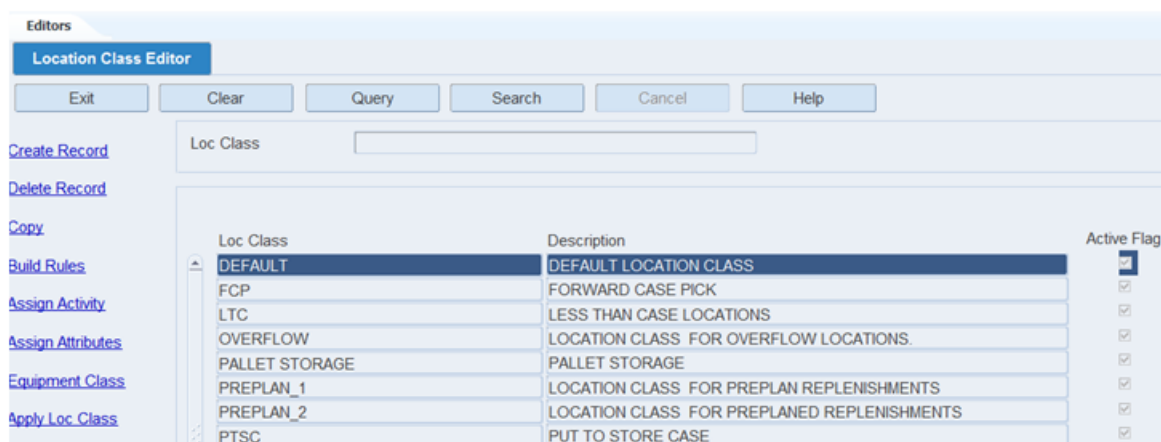 Editors
Location Class Editor
Exit Clear Query Search Cancel Help
Create Record Loc Class
Delete Record
Copy
Loc Class Description Active Flag
Build Rules DEFAULT DEFAULT LOCATION CLASS
FCP FORWARD CASE PICK
Assign Activity LTC LESS THAN CASE LOCATIONS
Assign Attributes OVERFLOW LOCATION CLASS FOR OVERFLOW LOCATIONS.
PALLET STORAGE PALLET STORAGE
Equipment Class PREPLAN_1 LOCATION CLASS FOR PREPLAN REPLENISHMENTS
Apply Loc Class PREPLAN_2 LOCATION CLASS FOR PREPLANED REPLENISHMENTS
PTSC PUT TO STORE CASE